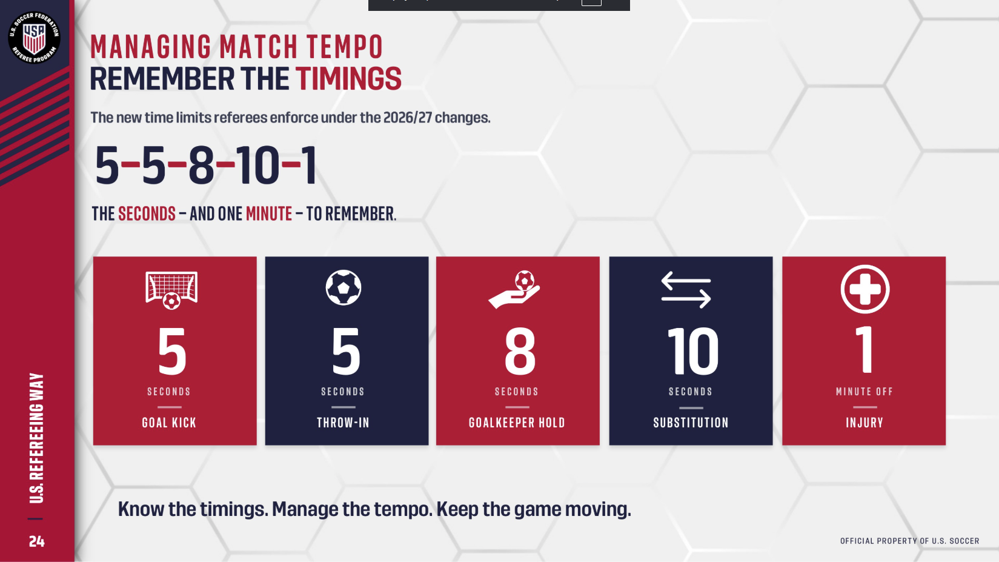 U.S. SOCCER FEDERATION
USA
REFEREE PROGRAM
MANAGING MATCH TEMPO
REMEMBER THE TIMINGS
The new time limits referees enforce under the 2026/27 changes.
5–5–8–10–1
THE SECONDS – AND ONE MINUTE – TO REMEMBER.
5
SECONDS
GOAL KICK
5
SECONDS
THROW-IN
8
SECONDS
GOALKEEPER HOLD
10
SECONDS
SUBSTITUTION
1
MINUTE OFF
INJURY
Know the timings. Manage the tempo. Keep the game moving.
U.S. REFEREEING WAY
24
OFFICIAL PROPERTY OF U.S. SOCCER